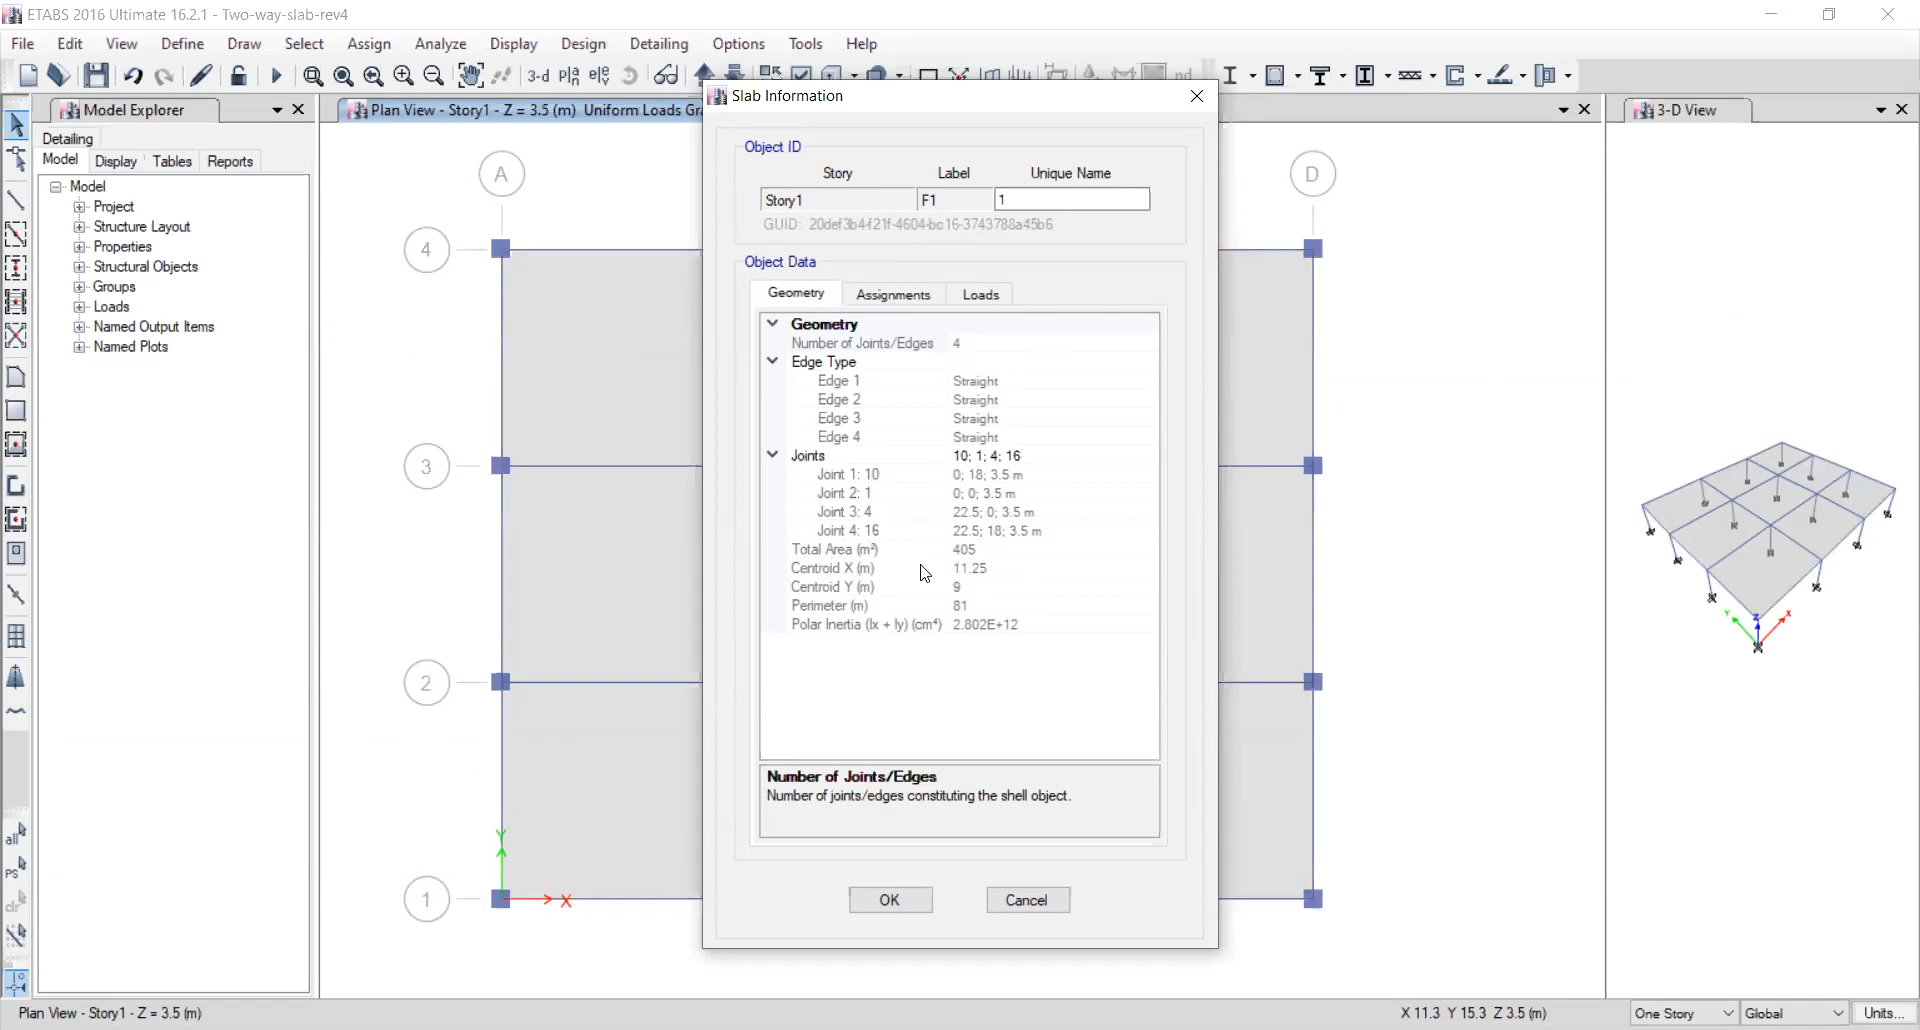 ETABS 2016 Ultimate 16.2.1 - Two-way-slab-rev4
File Edit View Define Draw Select Assign Analyze Display Design Detailing Options Tools Help
3-d
Model Explorer
Plan View - Story1 - Z = 3.5 (m) Uniform Loads
Slab Information
3-D View
Detailing
Model Display Tables Reports
Model
Project
Structure Layout
Properties
Structural Objects
Groups
Loads
Named Output Items
Named Plots
A
D
4
3
2
1
Y
X
Object ID
Story Label Unique Name
Story1 F1 1
GUID: 20def3b4-f21f-4604-bc16-3743788a45b6
Object Data
Geometry Assignments Loads
Geometry
Number of Joints/Edges 4
Edge Type
Edge 1 Straight
Edge 2 Straight
Edge 3 Straight
Edge 4 Straight
Joints 10; 1; 4; 16
Joint 1: 10 0; 18; 3.5 m
Joint 2: 1 0; 0; 3.5 m
Joint 3: 4 22.5; 0; 3.5 m
Joint 4: 16 22.5; 18; 3.5 m
Total Area (m²) 405
Centroid X (m) 11.25
Centroid Y (m) 9
Perimeter (m) 81
Polar Inertia (Ix + Iy) (cm⁴) 2.802E+12
Number of Joints/Edges
Number of joints/edges constituting the shell object.
OK Cancel
Y Z X
all
PS
dr
Plan View - Story1 - Z = 3.5 (m)
X 11.3 Y 15.3 Z 3.5 (m)
One Story Global Units...